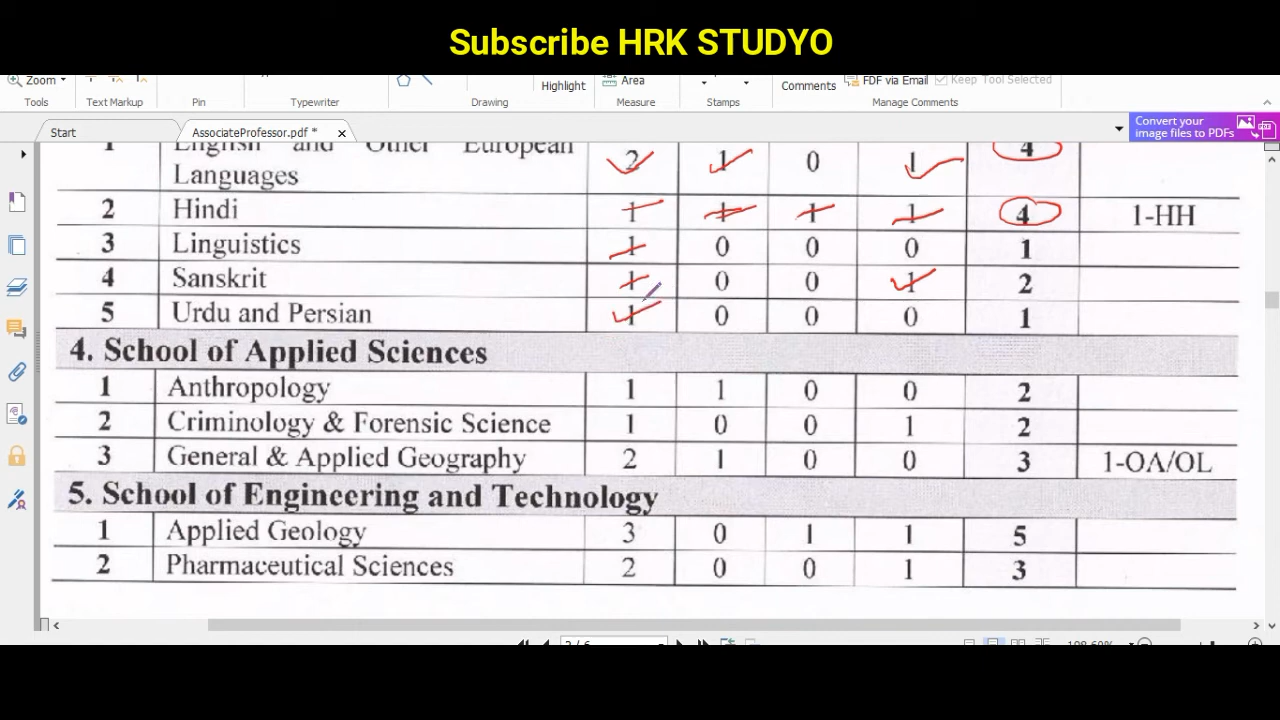 Subscribe HRK STUDYO
Zoom
Highlight
Area
Comments
PDF via Email
Keep Tool Selected
Tools
Text Markup
Pin
Typewriter
Drawing
Measure
Stamps
Manage Comments
Start
AssociateProfessor.pdf *
Convert your
image files to PDFs
1 English and Other European 2 1 0 1 4
Languages
2 Hindi 1 1 1 1 4 1-HH
3 Linguistics 1 0 0 0 1
4 Sanskrit 1 0 0 1 2
5 Urdu and Persian 1 0 0 0 1
4. School of Applied Sciences
1 Anthropology 1 1 0 0 2
2 Criminology & Forensic Science 1 0 0 1 2
3 General & Applied Geography 2 1 0 0 3 1-OA/OL
5. School of Engineering and Technology
1 Applied Geology 3 0 1 1 5
2 Pharmaceutical Sciences 2 0 0 1 3